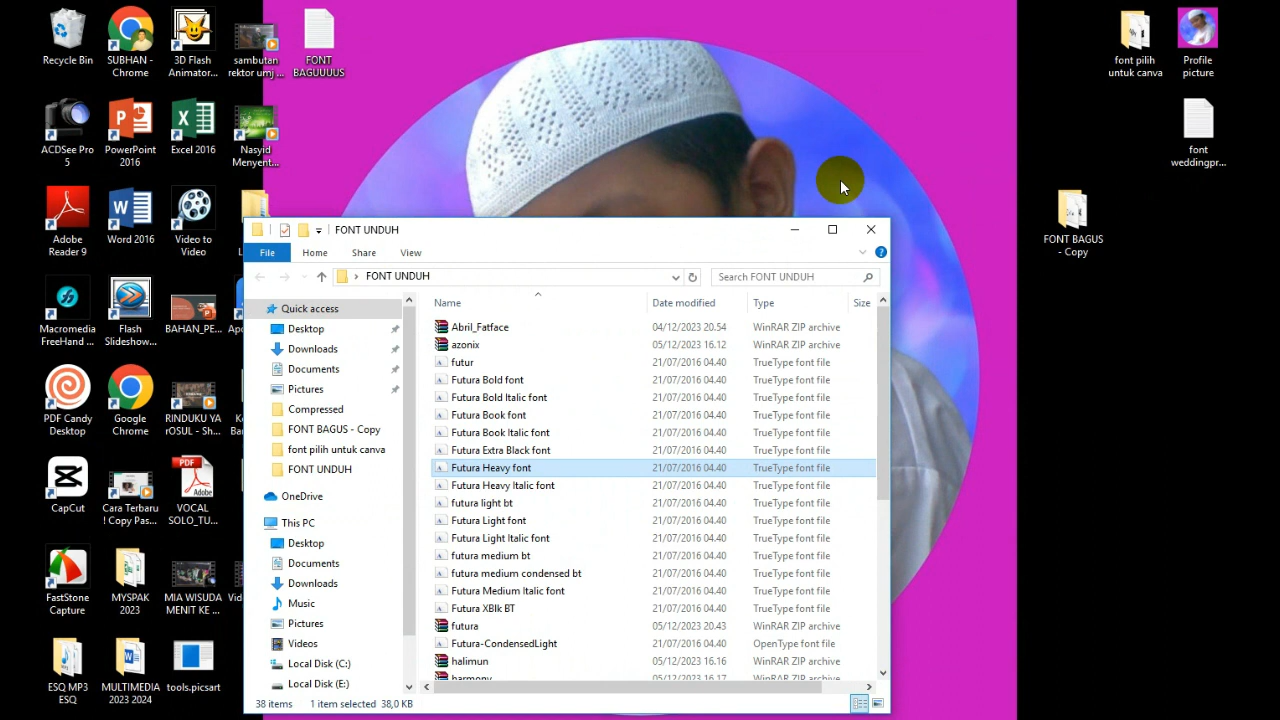 Recycle Bin
SUBHAN -
Chrome
3D Flash
Animator...
sambutan
rektor umj ...
FONT
BAGUUUUS
font pilih
untuk canva
Profile
picture
ACDSee Pro
5
PowerPoint
2016
Excel 2016
Nasyid
Menyent...
font
weddingpr...
Adobe
Reader 9
Word 2016
Video to
Video
FONT BAGUS
- Copy
Macromedia
FreeHand ...
Flash
Slideshow...
BAHAN_PE...
PDF Candy
Desktop
Google
Chrome
RINDUKU YA
rOSUL - Sh...
CapCut
Cara Terbaru
! Copy Pas...
PDF
Adobe
VOCAL
SOLO_TU...
FastStone
Capture
MYSPAK
2023
MIA WISUDA
MENIT KE ...
ESQ MP3
ESQ
MULTIMEDIA
2023 2024
tools.picsart
FONT UNDUH
File Home Share View
FONT UNDUH
Search FONT UNDUH
Quick access
Desktop
Downloads
Documents
Pictures
Compressed
FONT BAGUS - Copy
font pilih untuk canva
FONT UNDUH
OneDrive
This PC
Desktop
Documents
Downloads
Music
Pictures
Videos
Local Disk (C:)
Local Disk (E:)
Name Date modified Type Size
Abril_Fatface 04/12/2023 20.54 WinRAR ZIP archive
azonix 05/12/2023 16.12 WinRAR ZIP archive
futur 21/07/2016 04.40 TrueType font file
Futura Bold font 21/07/2016 04.40 TrueType font file
Futura Bold Italic font 21/07/2016 04.40 TrueType font file
Futura Book font 21/07/2016 04.40 TrueType font file
Futura Book Italic font 21/07/2016 04.40 TrueType font file
Futura Extra Black font 21/07/2016 04.40 TrueType font file
Futura Heavy font 21/07/2016 04.40 TrueType font file
Futura Heavy Italic font 21/07/2016 04.40 TrueType font file
futura light bt 21/07/2016 04.40 TrueType font file
Futura Light font 21/07/2016 04.40 TrueType font file
Futura Light Italic font 21/07/2016 04.40 TrueType font file
futura medium bt 21/07/2016 04.40 TrueType font file
futura medium condensed bt 21/07/2016 04.40 TrueType font file
Futura Medium Italic font 21/07/2016 04.40 TrueType font file
Futura XBlk BT 21/07/2016 04.40 TrueType font file
futura 05/12/2023 20.43 WinRAR ZIP archive
Futura-CondensedLight 21/07/2016 04.40 OpenType font file
halimun 05/12/2023 16.16 WinRAR ZIP archive
harmony 05/12/2023 16.17 WinRAR ZIP archive
38 items 1 item selected 38,0 KB